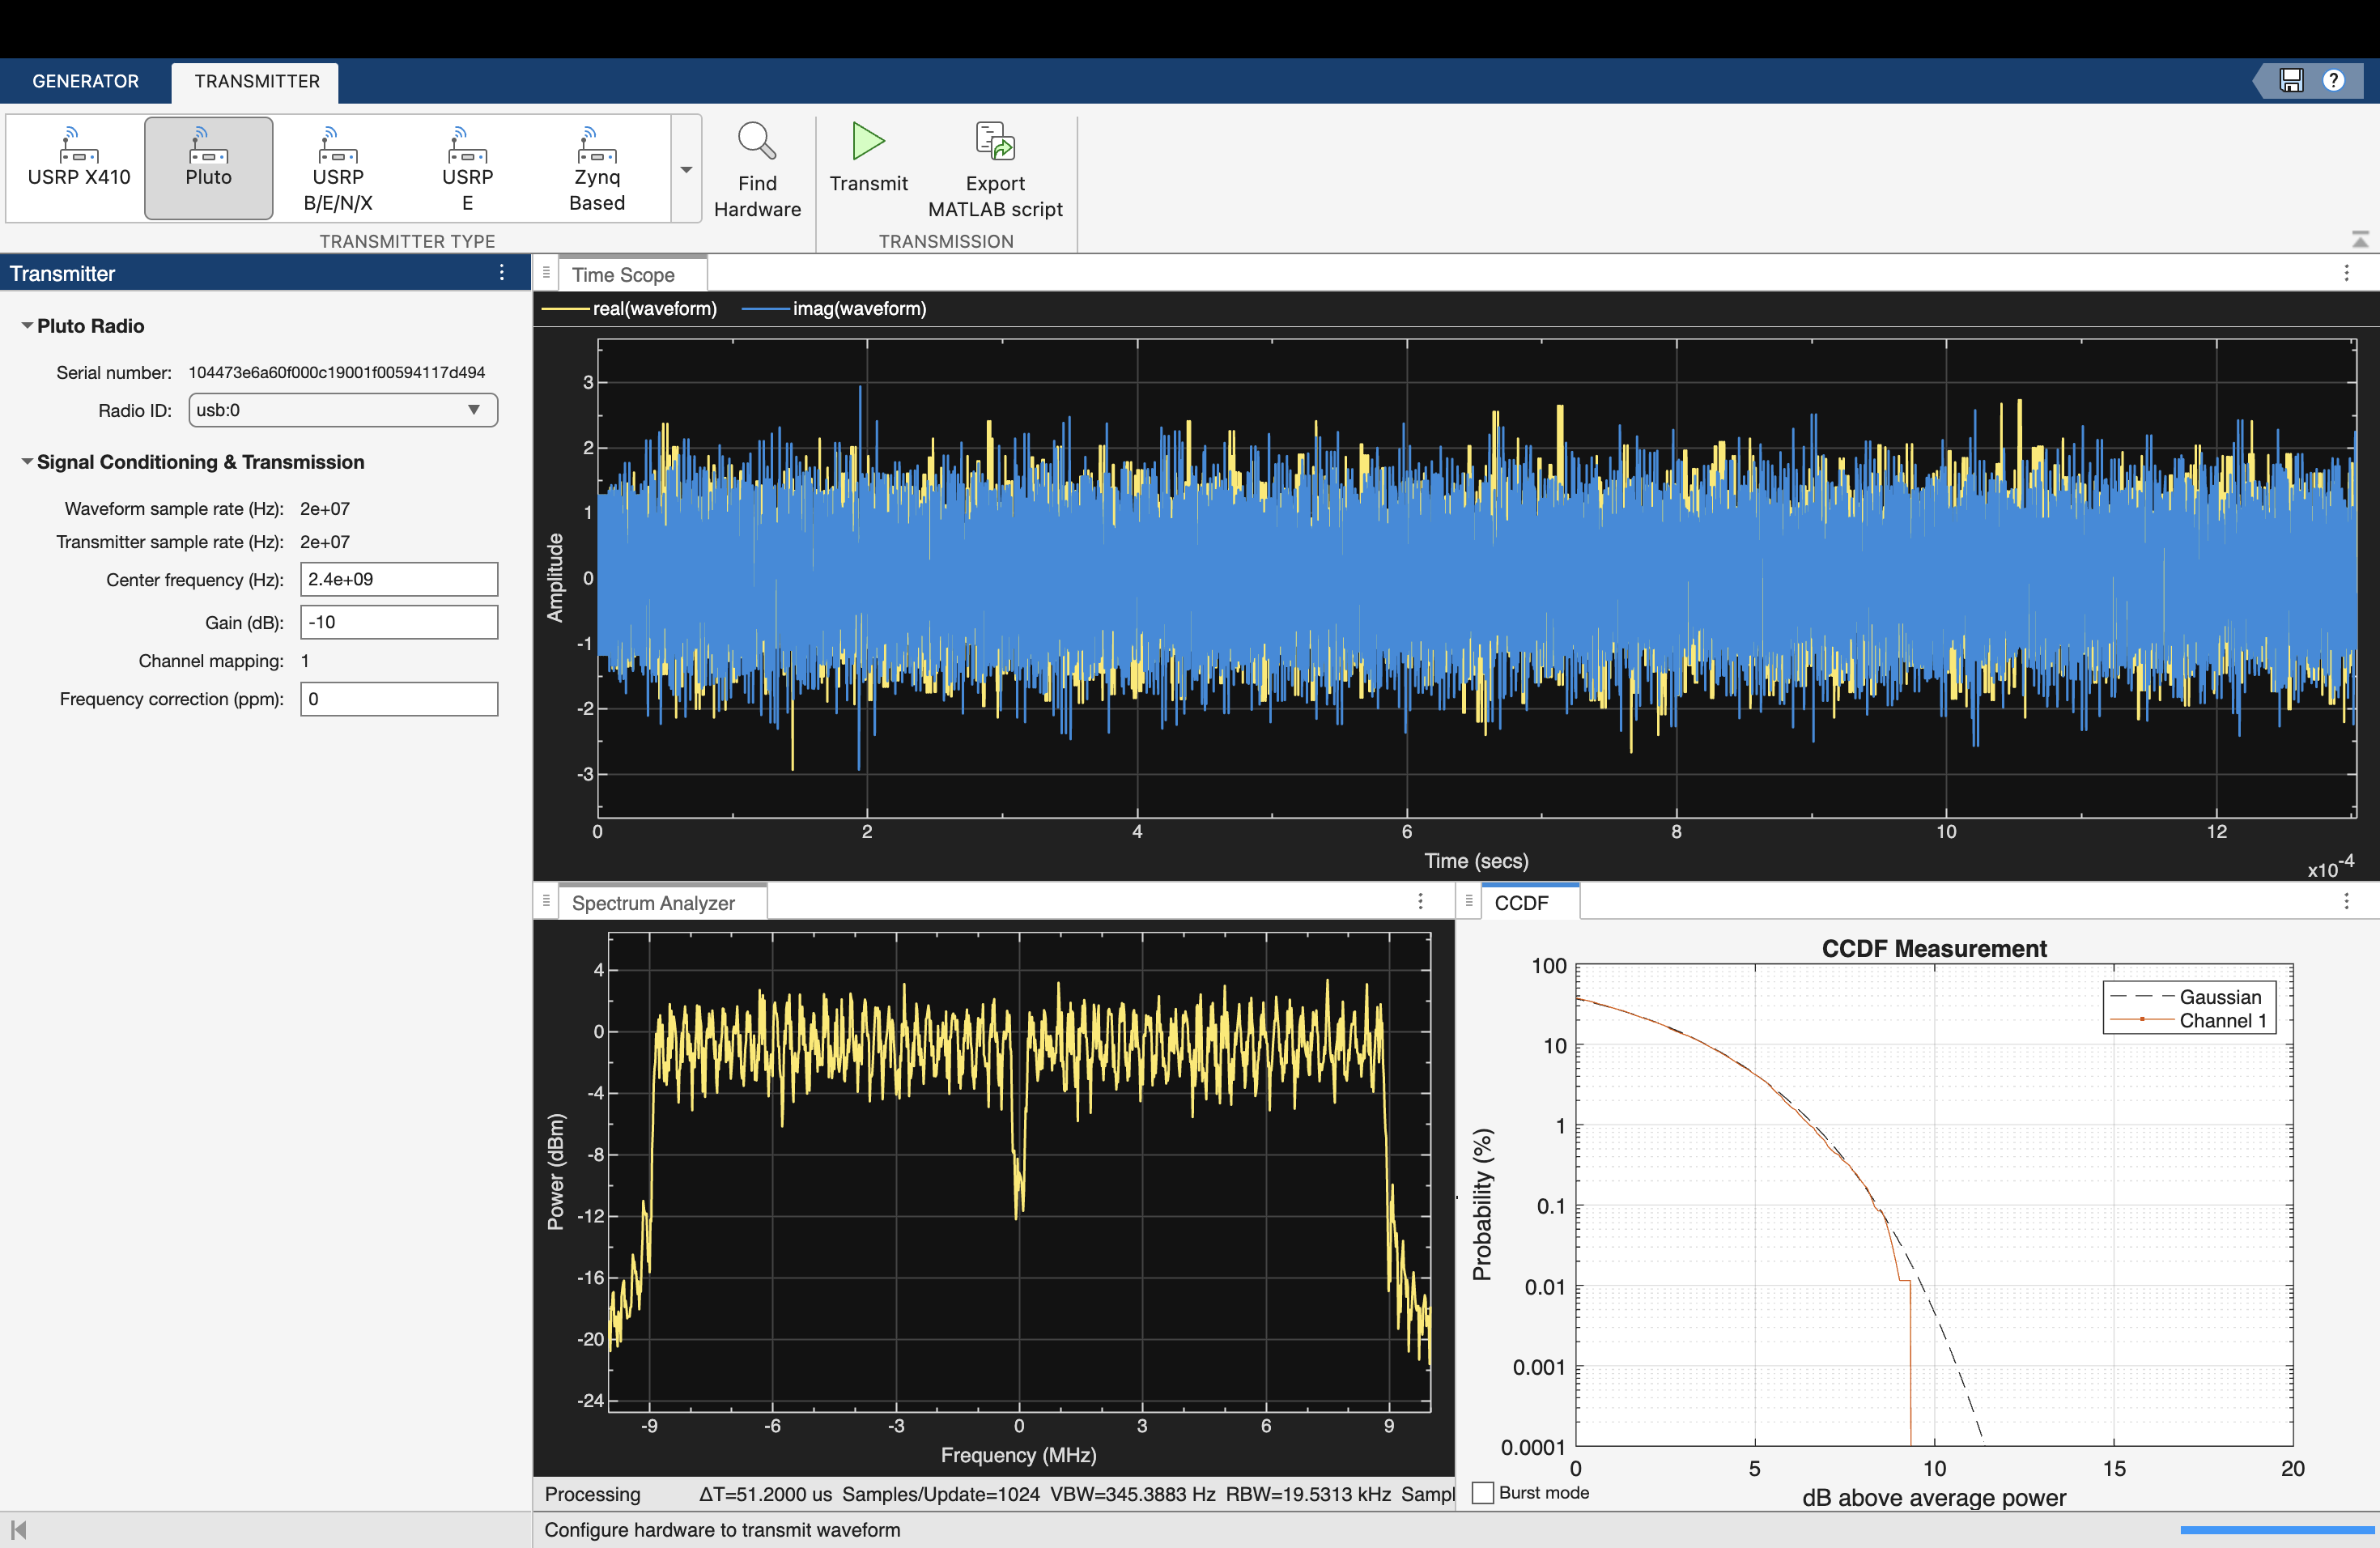 GENERATOR
TRANSMITTER
?
USRP X410
Pluto
USRP
B/E/N/X
USRP
E
Zynq
Based
Find
Hardware
Transmit
Export
MATLAB script
TRANSMITTER TYPE
TRANSMISSION
Transmitter
Pluto Radio
Serial number: 104473e6a60f000c19001f00594117d494
Radio ID: usb:0
Signal Conditioning & Transmission
Waveform sample rate (Hz): 2e+07
Transmitter sample rate (Hz): 2e+07
Center frequency (Hz): 2.4e+09
Gain (dB): -10
Channel mapping: 1
Frequency correction (ppm): 0
Time Scope
real(waveform) imag(waveform)
3
2
1
0
-1
-2
-3
Amplitude
0 2 4 6 8 10 12
Time (secs)
x10-4
Spectrum Analyzer
4
0
-4
-8
-12
-16
-20
-24
Power (dBm)
-9 -6 -3 0 3 6 9
Frequency (MHz)
Processing ΔT=51.2000 us Samples/Update=1024 VBW=345.3883 Hz RBW=19.5313 kHz Sampl
CCDF
CCDF Measurement
Gaussian
Channel 1
100
10
1
0.1
0.01
0.001
0.0001
Probability (%)
0 5 10 15 20
dB above average power
Burst mode
Configure hardware to transmit waveform